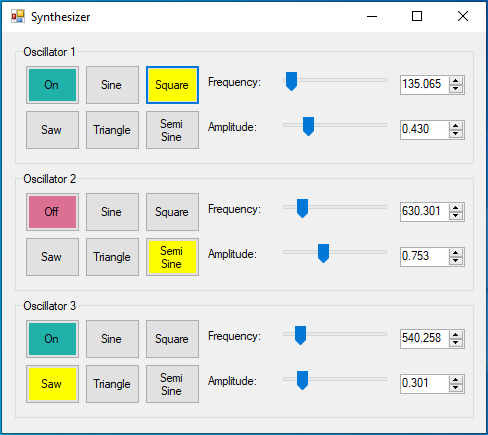 Synthesizer
Oscillator 1
On Sine Square Frequency: 135.065
Saw Triangle Semi Sine Amplitude: 0.430
Oscillator 2
Off Sine Square Frequency: 630.301
Saw Triangle Semi Sine Amplitude: 0.753
Oscillator 3
On Sine Square Frequency: 540.258
Saw Triangle Semi Sine Amplitude: 0.301